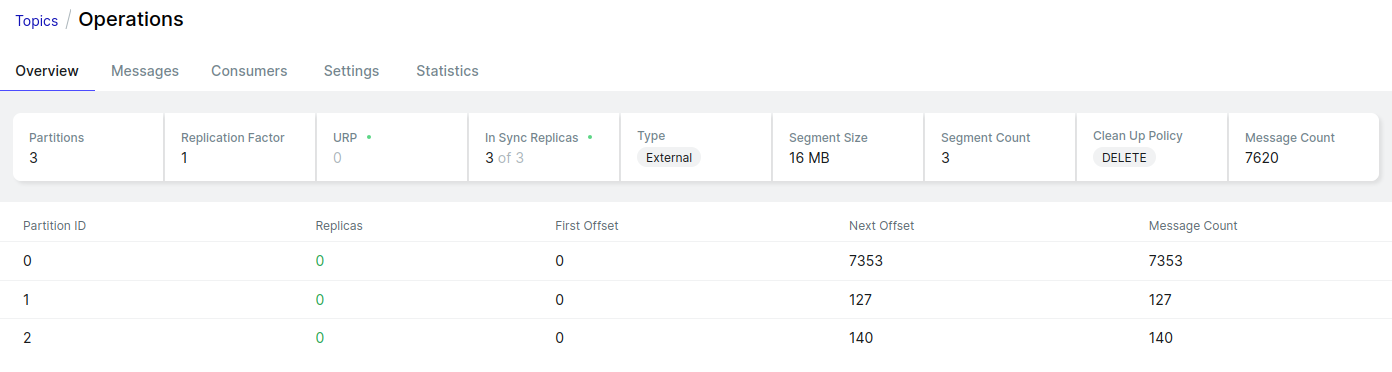 Topics / Operations
Overview Messages Consumers Settings Statistics
Partitions Replication Factor URP In Sync Replicas Type Segment Size Segment Count Clean Up Policy Message Count
3 1 0 3 of 3 External 16 MB 3 DELETE 7620
Partition ID Replicas First Offset Next Offset Message Count
0 0 0 7353 7353
1 0 0 127 127
2 0 0 140 140